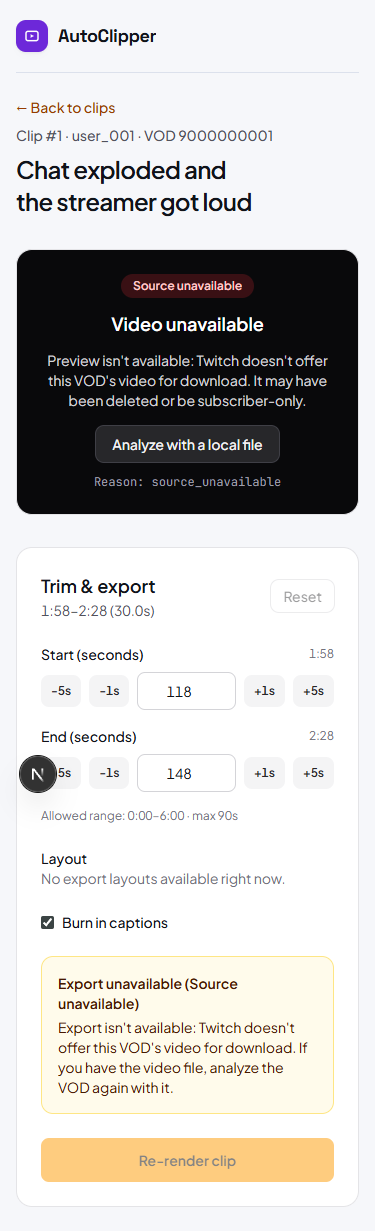 AutoClipper
← Back to clips
Clip #1 · user_001 · VOD 9000000001
Chat exploded and
the streamer got loud
Source unavailable
Video unavailable
Preview isn't available: Twitch doesn't offer
this VOD's video for download. It may have
been deleted or be subscriber-only.
Analyze with a local file
Reason: source_unavailable
Trim & export
1:58–2:28 (30.0s)
Reset
Start (seconds)
1:58
-5s
-1s
118
+1s
+5s
End (seconds)
2:28
N
5s
-1s
148
+1s
+5s
Allowed range: 0:00–6:00 · max 90s
Layout
No export layouts available right now.
Burn in captions
Export unavailable (Source
unavailable)
Export isn't available: Twitch doesn't
offer this VOD's video for download. If
you have the video file, analyze the
VOD again with it.
Re-render clip